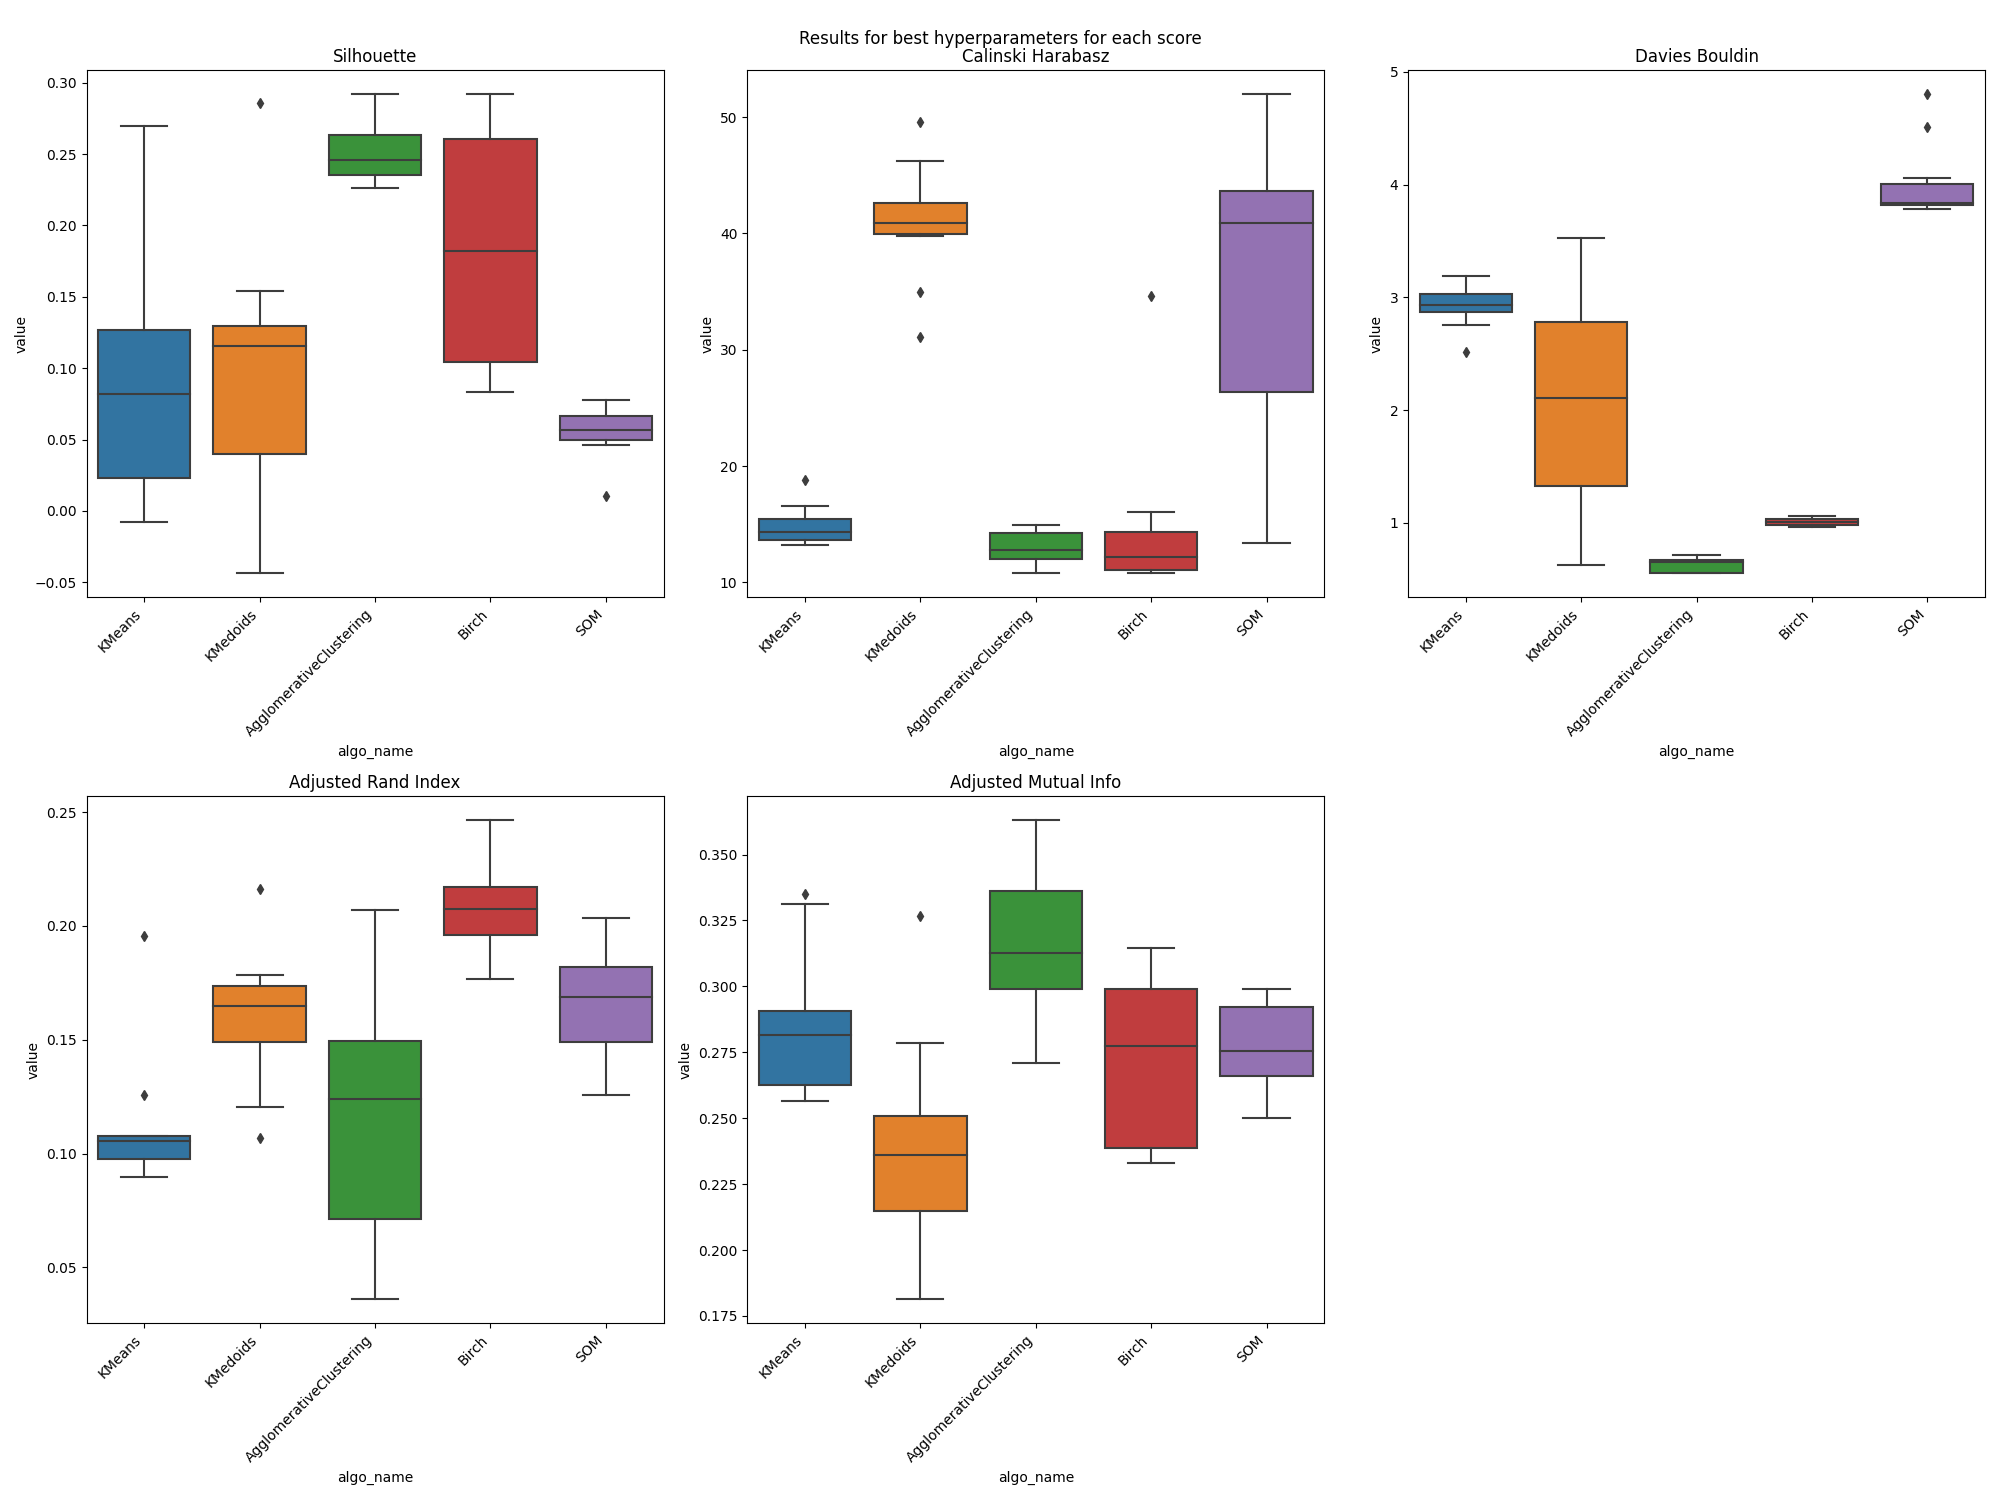 Results for best hyperparameters for each score
Silhouette
0.30
0.25
0.20
0.15
0.10
0.05
0.00
−0.05
value
KMeans
KMedoids
AgglomerativeClustering
Birch
SOM
algo_name
Calinski Harabasz
50
40
30
20
10
value
KMeans
KMedoids
AgglomerativeClustering
Birch
SOM
algo_name
Davies Bouldin
5
4
3
2
1
value
KMeans
KMedoids
AgglomerativeClustering
Birch
SOM
algo_name
Adjusted Rand Index
0.25
0.20
0.15
0.10
0.05
value
KMeans
KMedoids
AgglomerativeClustering
Birch
SOM
algo_name
Adjusted Mutual Info
0.350
0.325
0.300
0.275
0.250
0.225
0.200
0.175
value
KMeans
KMedoids
AgglomerativeClustering
Birch
SOM
algo_name